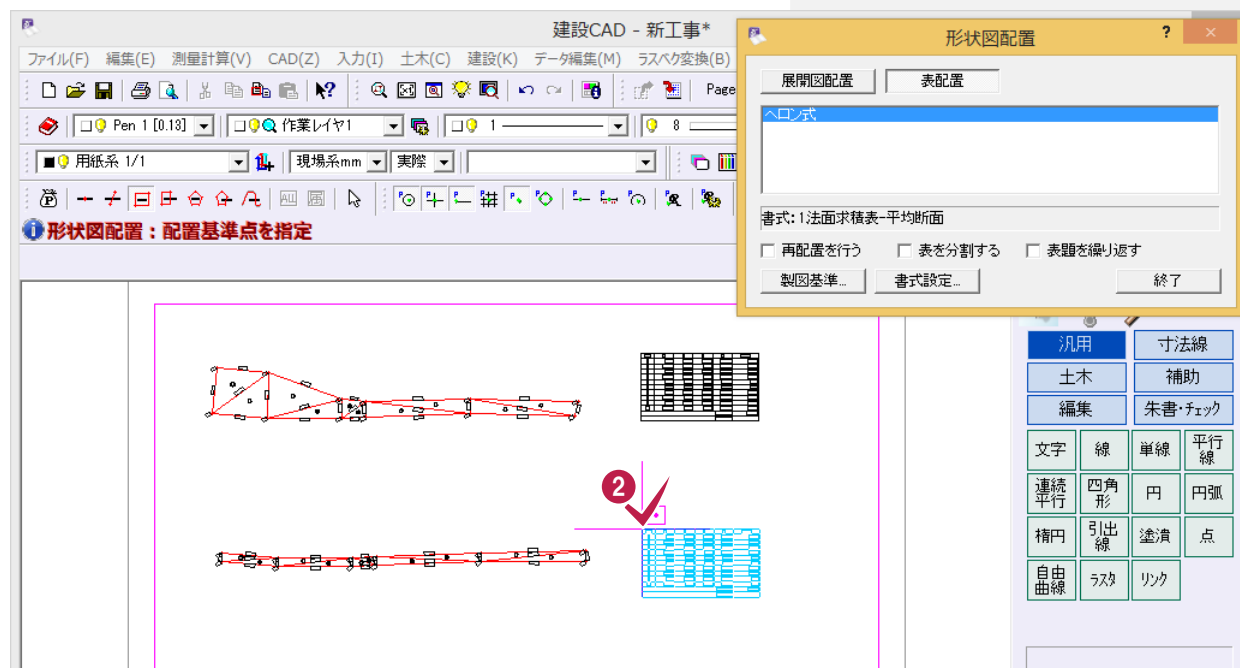 建設CAD - 新工事*
ファイル(F) 編集(E) 測量計算(V) CAD(Z) 入力(I) 土木(C) 建設(K) データ編集(M) ラスベク変換(B)
Page
Pen 1 [0.13] 作業レイヤ1 1 8
用紙系 1/1 現場系mm 実際
形状図配置：配置基準点を指定
形状図配置 ? ×
展開図配置 表配置
ヘロン式
書式: 1法面求積表-平均断面
再配置を行う 表を分割する 表題を繰り返す
製図基準... 書式設定... 終了
2
汎用 寸法線
土木 補助
編集 朱書・チェック
文字 線 単線 平行線
連続平行 四角形 円 円弧
楕円 引出線 塗潰 点
自由曲線 ラスタ リンク